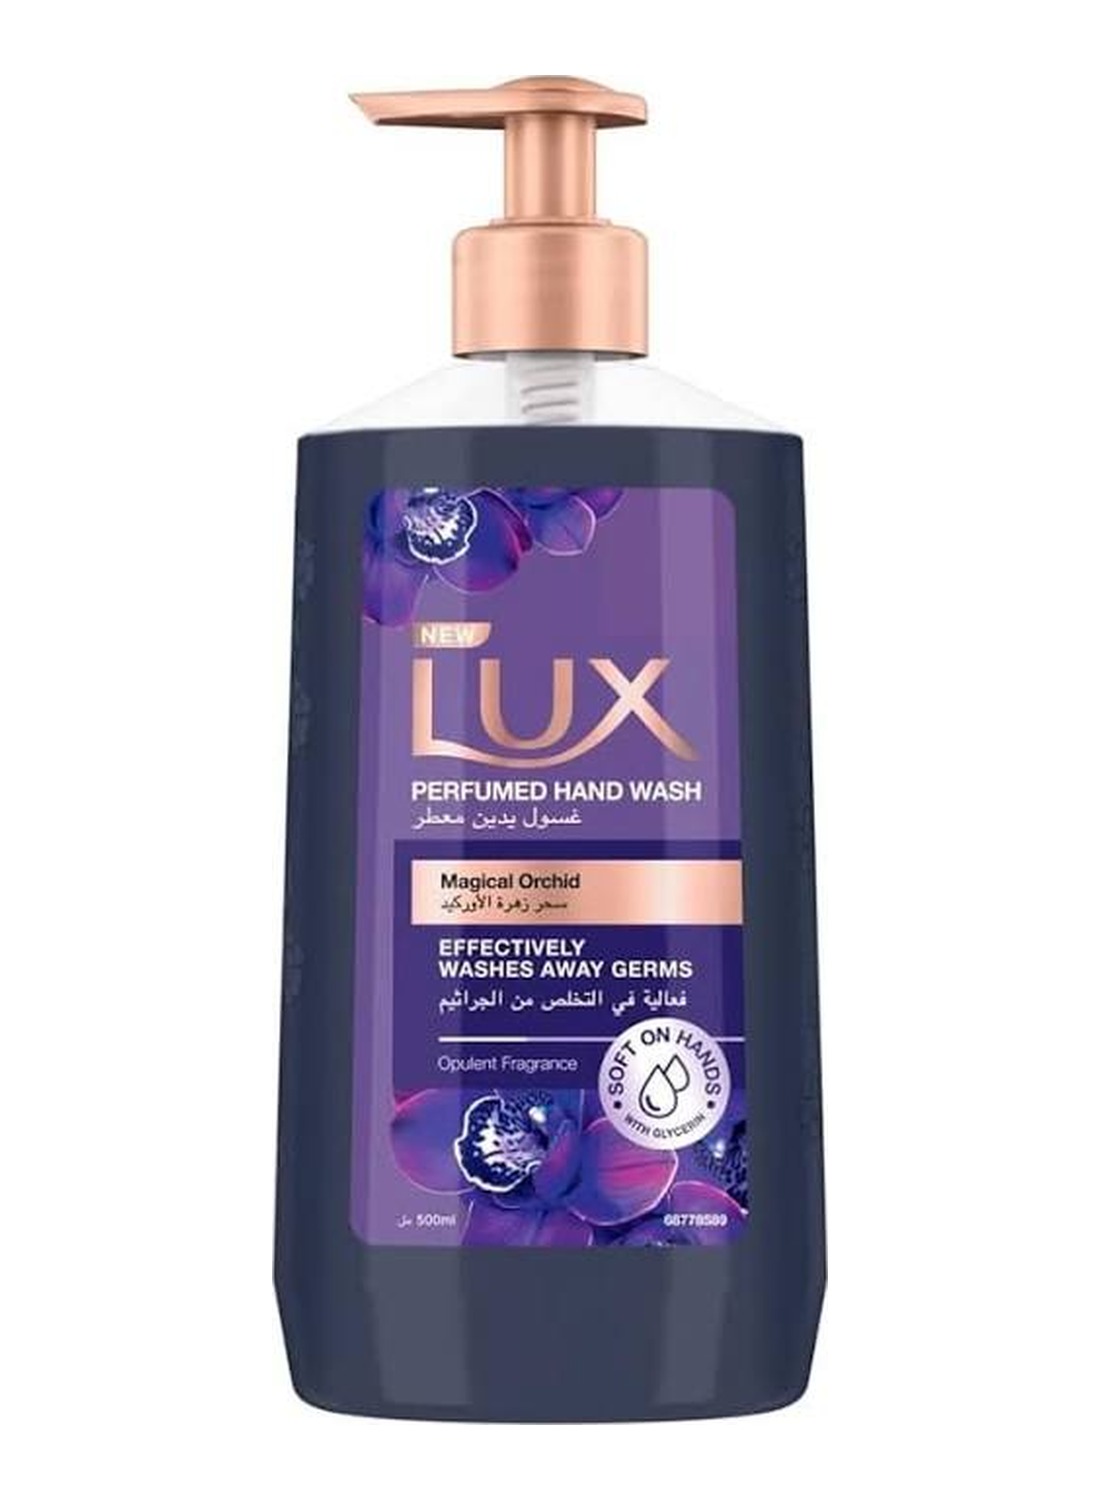 NEW
LUX
PERFUMED HAND WASH
غسول يدين معطر
Magical Orchid
سحر زهرة الأوركيد
EFFECTIVELY
WASHES AWAY GERMS
فعالية في التخلص من الجراثيم
Opulent Fragrance
SOFT ON HANDS
WITH GLYCERIN
500ml مل
68778589